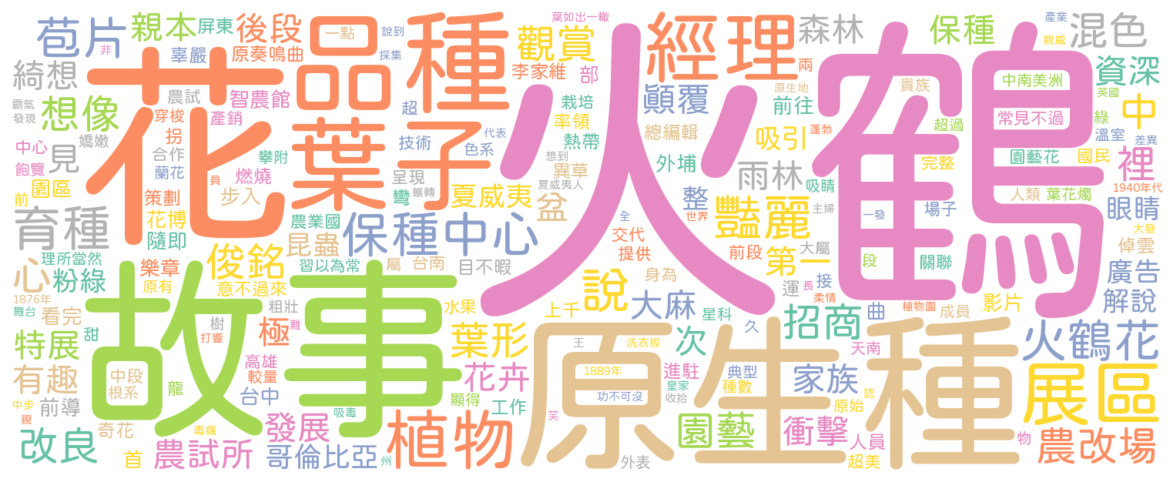 火鶴
花
故事
原生種
葉子
品種
植物
經理
展區
保種中心
火鶴花
苞片
親本
屏東
後段
一點
說到
葉如出一轍
觀賞
李家維
部
兩
森林
保種
產業
親戚
混色
非
採集
辜嚴
原奏鳴曲
綺想
農試
智農館
超
栽培
率領
顛覆
前往
原生地
貴族
中南美洲
英國
資深
霸氣
發現
想像
穿梭
產銷
技術
代表
色系
熱帶
總編輯
吸引
蓬勃
超過
常見不過
綠
中
溫室
差異
中心
嬌嫩
見
拐
合作
攀附
想到
異草
外埔
完整
園藝花
國民
裡
飽覽
蘭花
員
燃燒
呈現
輾轉
夏威夷人
雨林
吸睛
人類
葉花燭
1940年代
園區
前
策劃
步入
彎
夏威夷
盆
整
豔麗
主婦
一發
場子
眼睛
育種
花博
農業國
全
世界
交代
大發
隨即
昆蟲
提供
前段
第一
大屬
段
關聯
倬雲
理所當然
樂章
習以為常
屬
台南
目不暇
心
粉綠
俊銘
原有
意不過來
身為
說
運
接
長
柔情
廣告
1876年
舞台
看完
粗壯
水果
上千
大麻
星科
久
曲
植物園
成員
影片
解說
甜
樹
打響
難
極
葉形
王
洗衣板
次
招商
天南
特展
高雄
較量
有趣
中段
根系
龍
台中
顯得
花卉
1889年
進駐
典型
種數
皇家
收拾
家族
原始
認
中步
視
前導
吸毒
工作
功不可沒
改良
奇花
毒癮
發展
笑
園藝
衝擊
人員
物
首
農試所
哥倫比亞
州
外表
超美
農改場